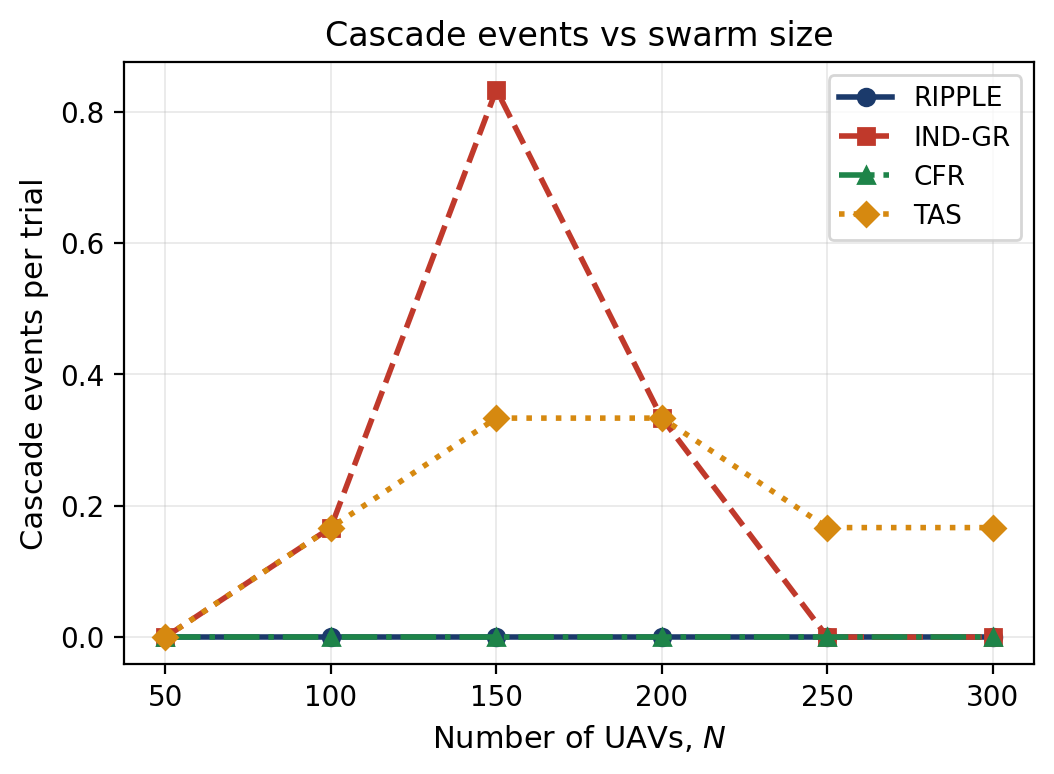 Cascade events vs swarm size
RIPPLE
IND-GR
CFR
TAS
Cascade events per trial
0.8
0.6
0.4
0.2
0.0
50 100 150 200 250 300
Number of UAVs, N